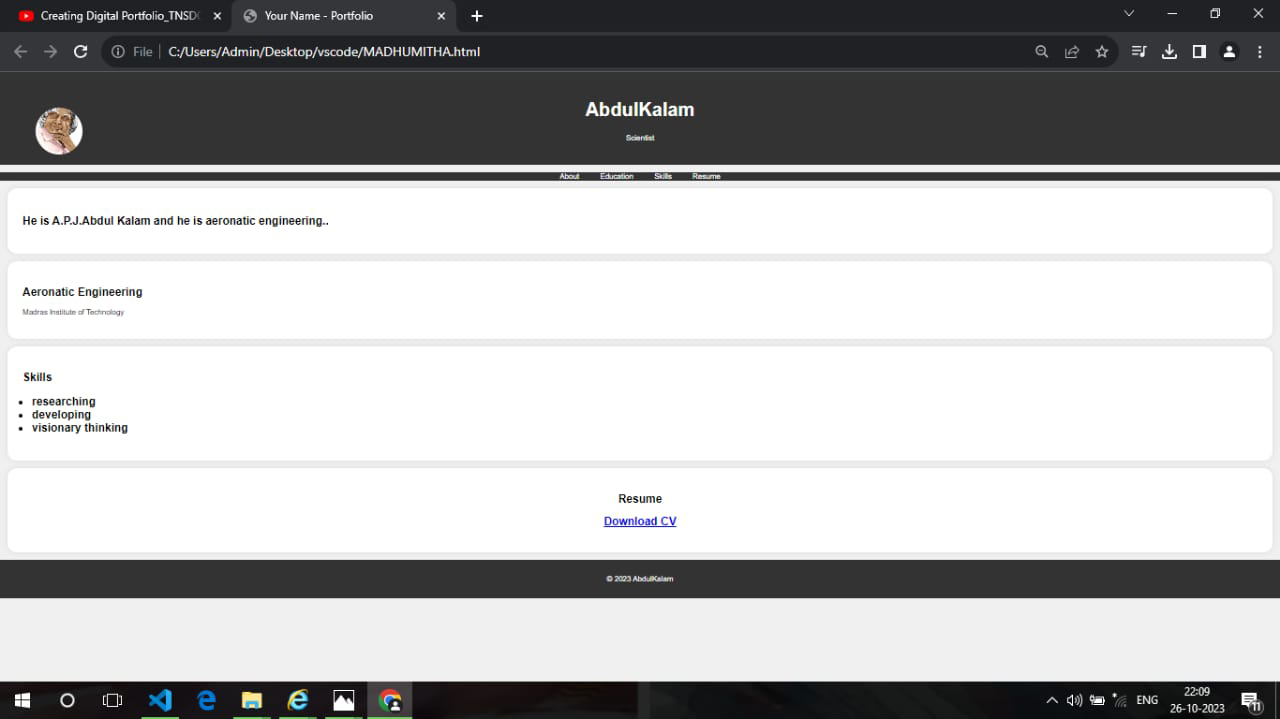 Creating Digital Portfolio_TNSDC
Your Name - Portfolio
File
C:/Users/Admin/Desktop/vscode/MADHUMITHA.html
AbdulKalam
Scientist
About Education Skills Resume
He is A.P.J.Abdul Kalam and he is aeronatic engineering..
Aeronatic Engineering
Madras Institute of Technology
Skills
researching
developing
visionary thinking
Resume
Download CV
© 2023 AbdulKalam
ENG
22:09
26-10-2023
11